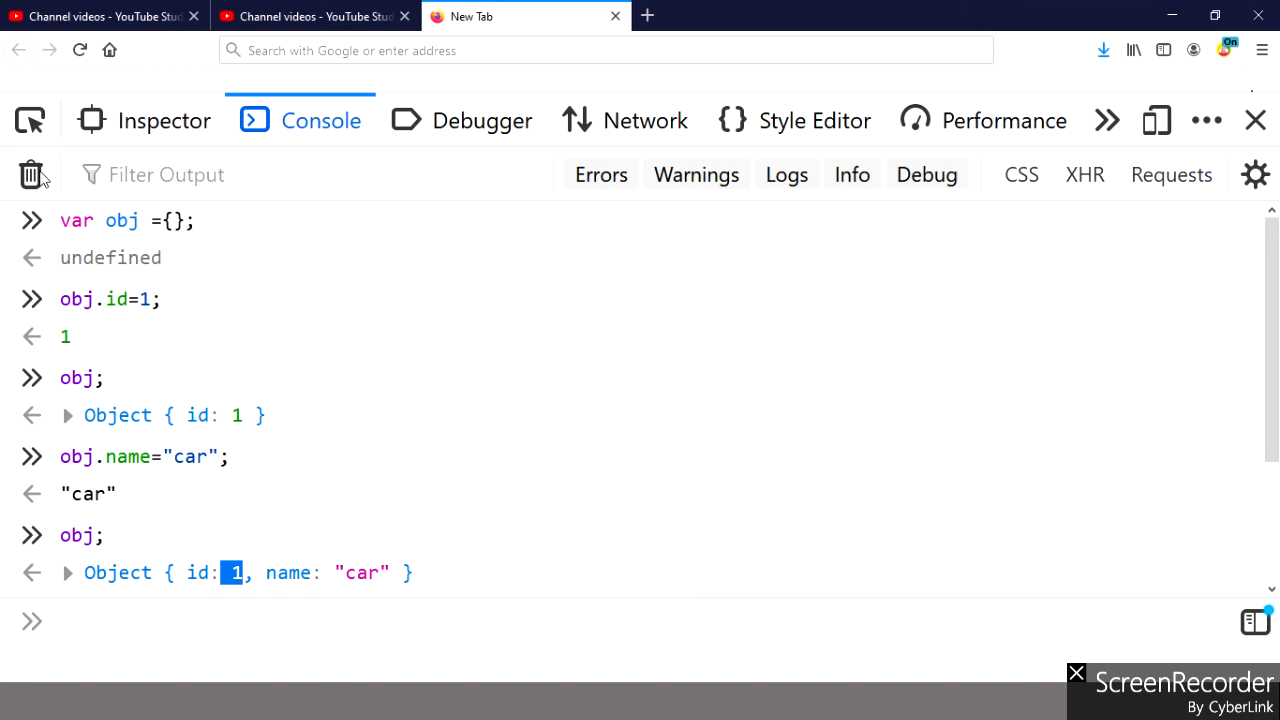 Channel videos - YouTube Stud
Channel videos - YouTube Stud
New Tab
Search with Google or enter address
On
Inspector
Console
Debugger
Network
Style Editor
Performance
Filter Output
Errors
Warnings
Logs
Info
Debug
CSS
XHR
Requests
var obj ={};
undefined
obj.id=1;
1
obj;
Object { id: 1 }
obj.name="car";
"car"
obj;
Object { id: 1, name: "car" }
ScreenRecorder
By CyberLink